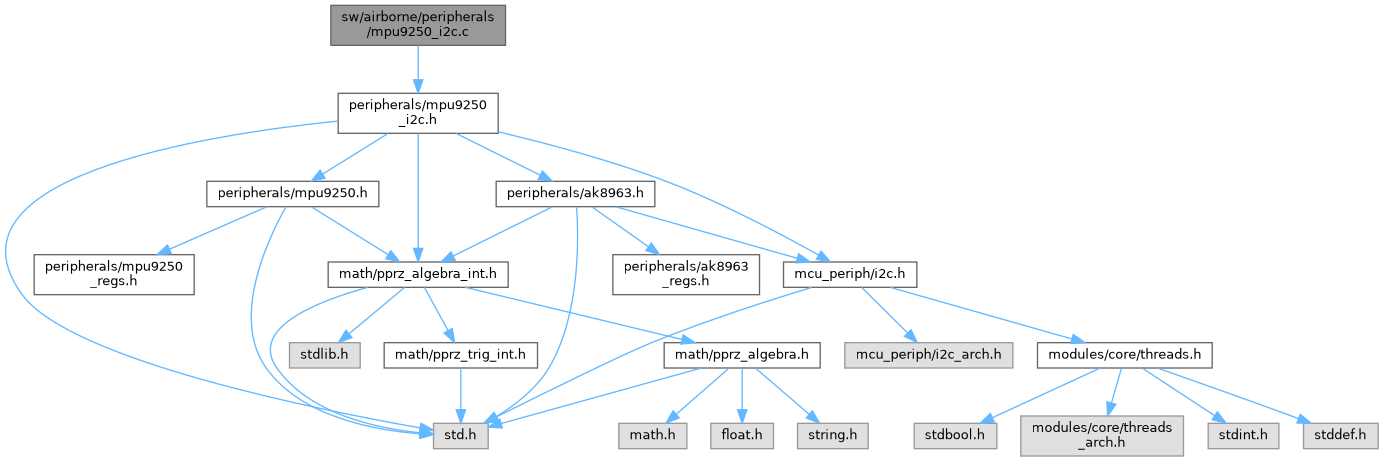 sw/airborne/peripherals
/mpu9250_i2c.c
peripherals/mpu9250
_i2c.h
peripherals/mpu9250.h
peripherals/ak8963.h
peripherals/mpu9250
_regs.h
math/pprz_algebra_int.h
peripherals/ak8963
_regs.h
mcu_periph/i2c.h
stdlib.h
math/pprz_trig_int.h
math/pprz_algebra.h
mcu_periph/i2c_arch.h
modules/core/threads.h
std.h
math.h
float.h
string.h
stdbool.h
modules/core/threads
_arch.h
stdint.h
stddef.h